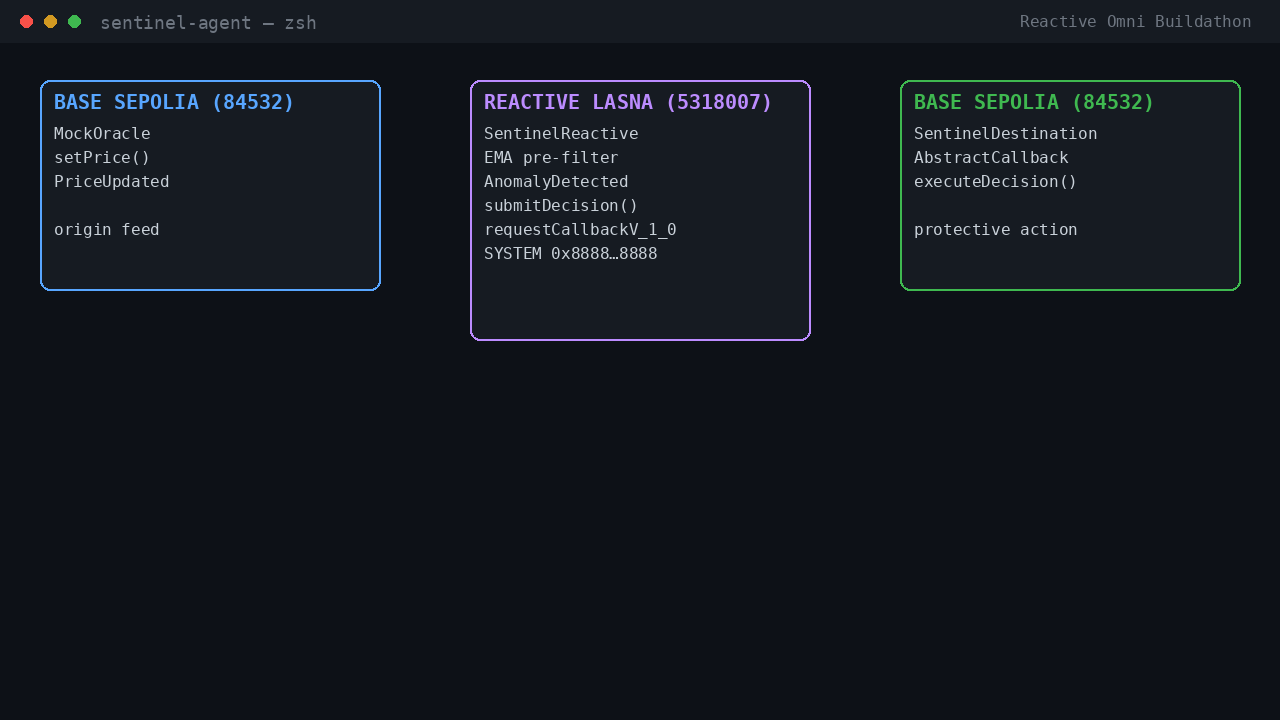 sentinel-agent — zsh
Reactive Omni Buildathon
BASE SEPOLIA (84532)
MockOracle
setPrice()
PriceUpdated
origin feed
REACTIVE LASNA (5318007)
SentinelReactive
EMA pre-filter
AnomalyDetected
submitDecision()
requestCallbackV_1_0
SYSTEM 0x8888…8888
BASE SEPOLIA (84532)
SentinelDestination
AbstractCallback
executeDecision()
protective action